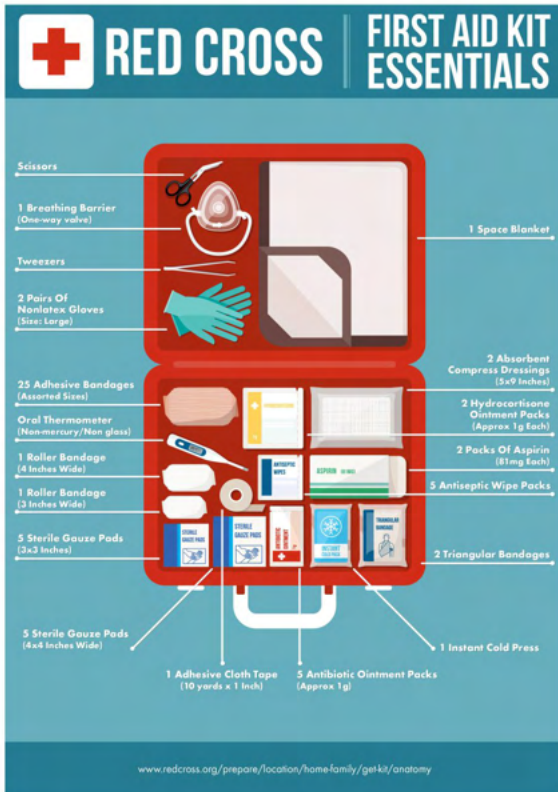 RED CROSS
FIRST AID KIT
ESSENTIALS
Scissors
1 Breathing Barrier
(One-way valve)
Tweezers
2 Pairs Of
Nonlatex Gloves
(Size: Large)
25 Adhesive Bandages
(Assorted Sizes)
Oral Thermometer
(Non-mercury/Non glass)
1 Roller Bandage
(4 Inches Wide)
1 Roller Bandage
(3 Inches Wide)
5 Sterile Gauze Pads
(3x3 Inches)
5 Sterile Gauze Pads
(4x4 Inches Wide)
1 Adhesive Cloth Tape
(10 yards x 1 Inch)
5 Antibiotic Ointment Packs
(Approx 1g)
1 Space Blanket
2 Absorbent
Compress Dressings
(5x9 Inches)
2 Hydrocortisone
Ointment Packs
(Approx 1g Each)
2 Packs Of Aspirin
(81mg Each)
5 Antiseptic Wipe Packs
2 Triangular Bandages
1 Instant Cold Press
ANTISEPTIC
WIPES
ASPIRIN
STERILE
GAUZE PADS
STERILE
GAUZE PADS
ANTIBIOTIC
OINTMENT
INSTANT
TRIANGULAR
BANDAGE
www.redcross.org/prepare/location/home-family/get-kit/anatomy